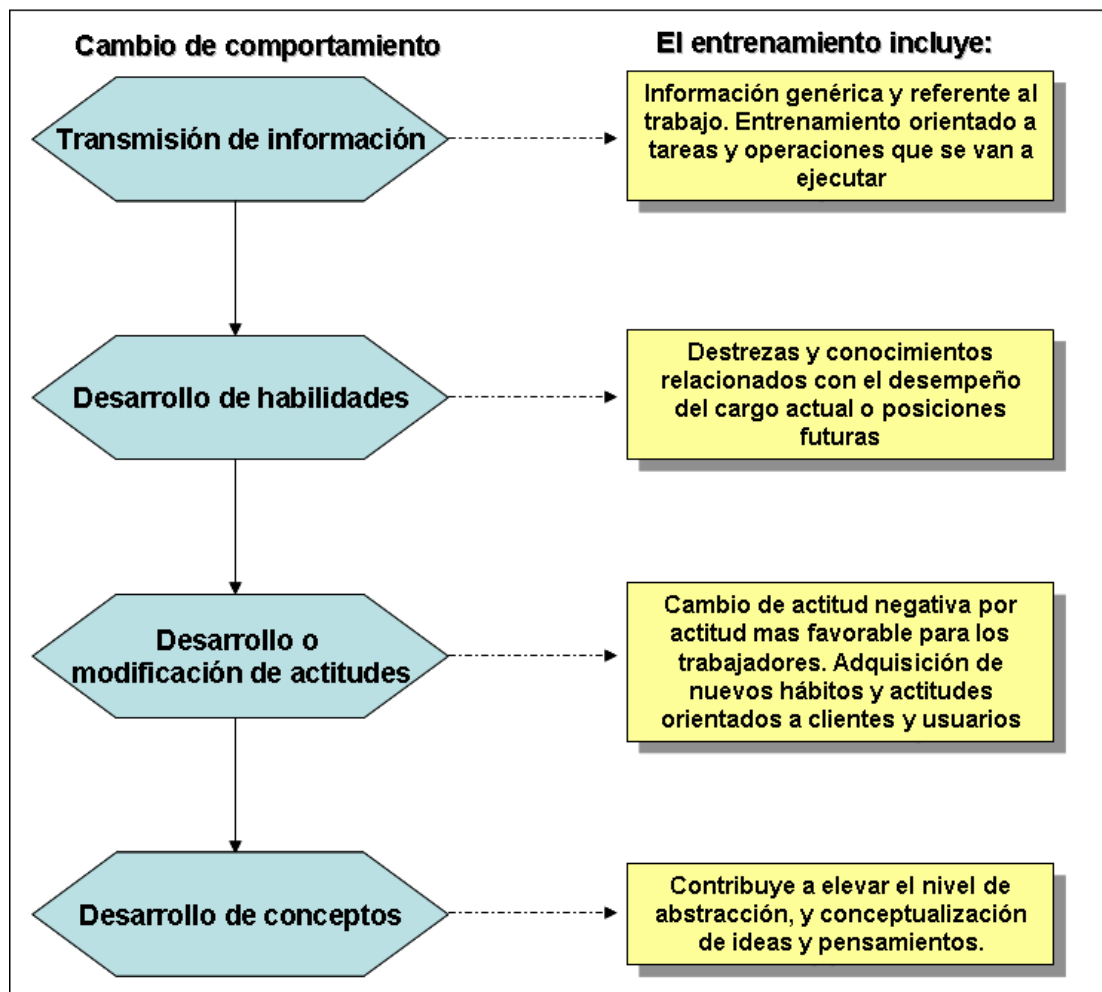 Cambio de comportamiento
El entrenamiento incluye:
Transmisión de información
Información genérica y referente al
trabajo. Entrenamiento orientado a
tareas y operaciones que se van a
ejecutar
Desarrollo de habilidades
Destrezas y conocimientos
relacionados con el desempeño
del cargo actual o posiciones
futuras
Desarrollo o
modificación de actitudes
Cambio de actitud negativa por
actitud mas favorable para los
trabajadores. Adquisición de
nuevos hábitos y actitudes
orientados a clientes y usuarios
Desarrollo de conceptos
Contribuye a elevar el nivel de
abstracción, y conceptualización
de ideas y pensamientos.